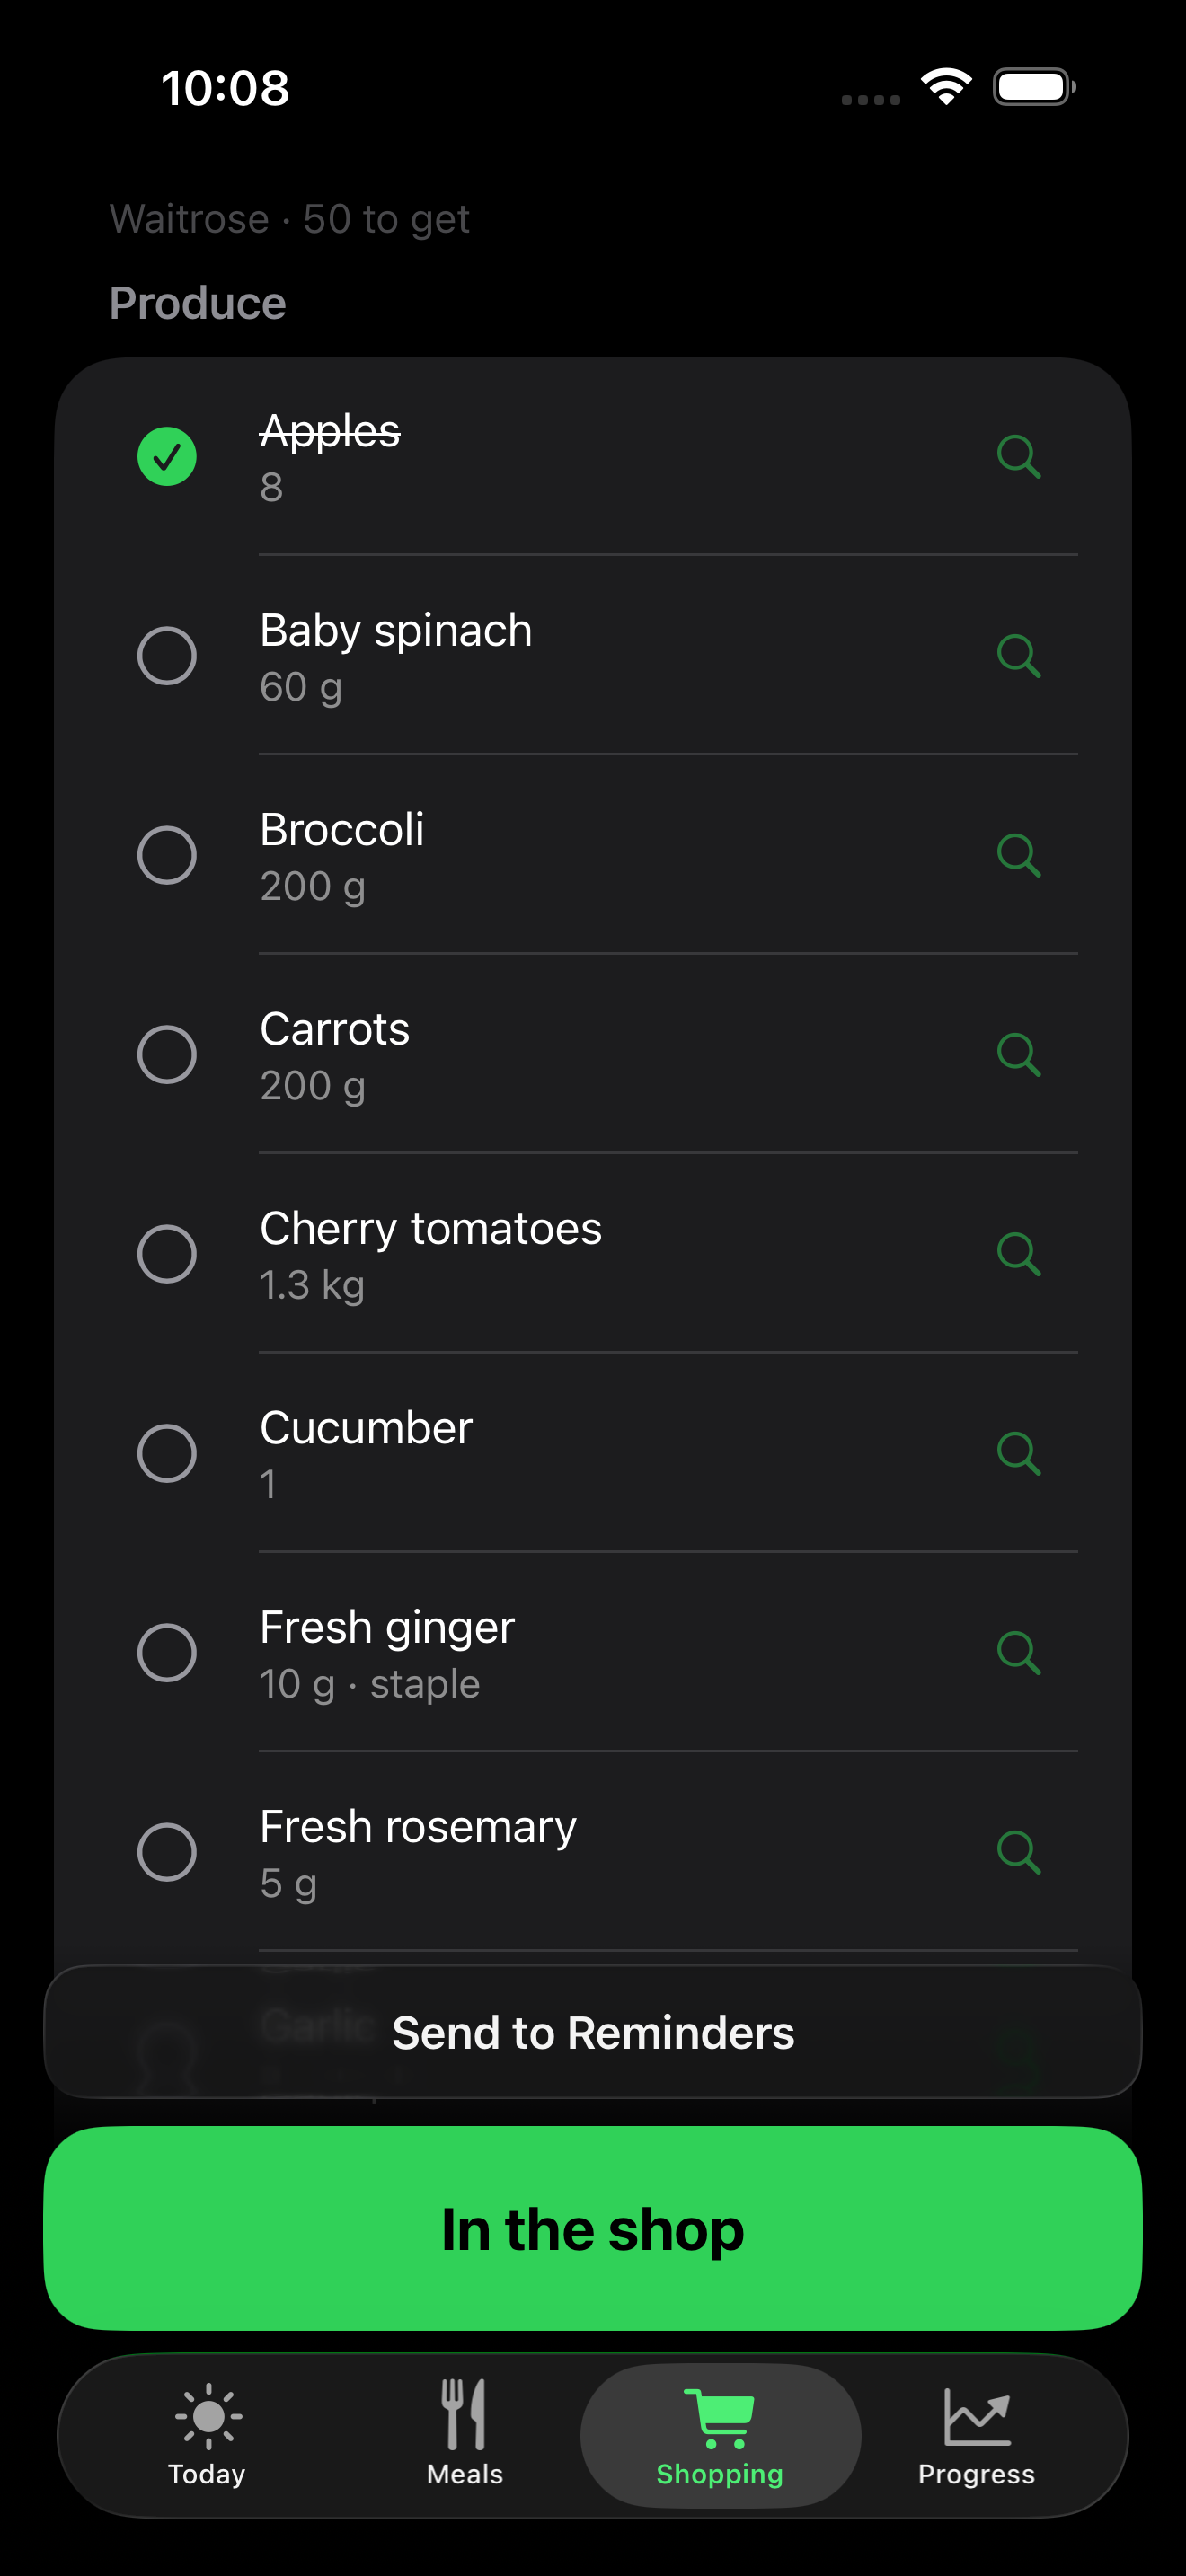 10:08
Waitrose · 50 to get
Produce
Apples
8
Baby spinach
60 g
Broccoli
200 g
Carrots
200 g
Cherry tomatoes
1.3 kg
Cucumber
1
Fresh ginger
10 g · staple
Fresh rosemary
5 g
Garlic
Send to Reminders
In the shop
Today
Meals
Shopping
Progress